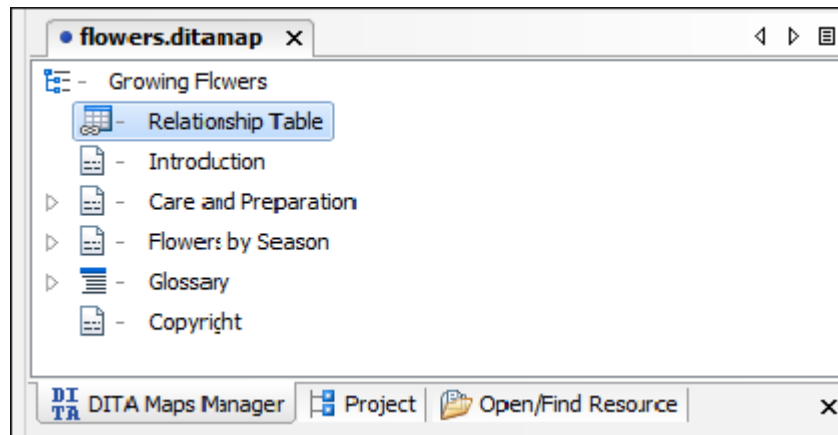 flowers.ditamap
Growing Flowers
Relationship Table
Introduction
Care and Preparation
Flowers by Season
Glossary
Copyright
DITA DITA Maps Manager Project Open/Find Resource